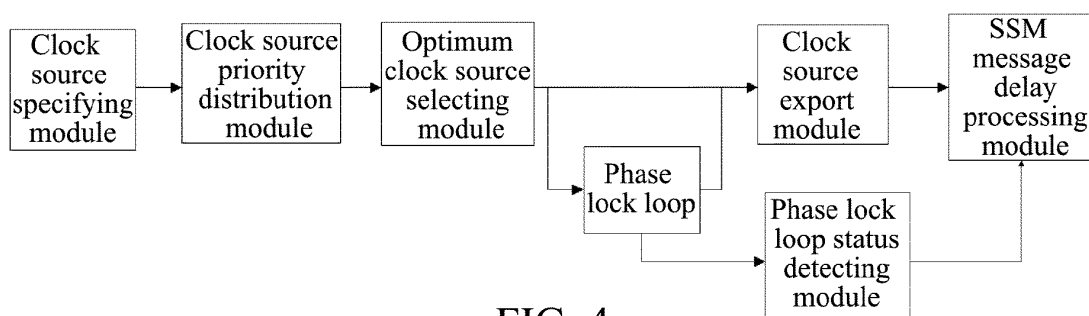 Clock
source
specifying
module
Clock source
priority
distribution
module
Optimum
clock source
selecting
module
Clock
source
export
module
SSM
message
delay
processing
module
Phase
lock loop
Phase lock
loop status
detecting
module